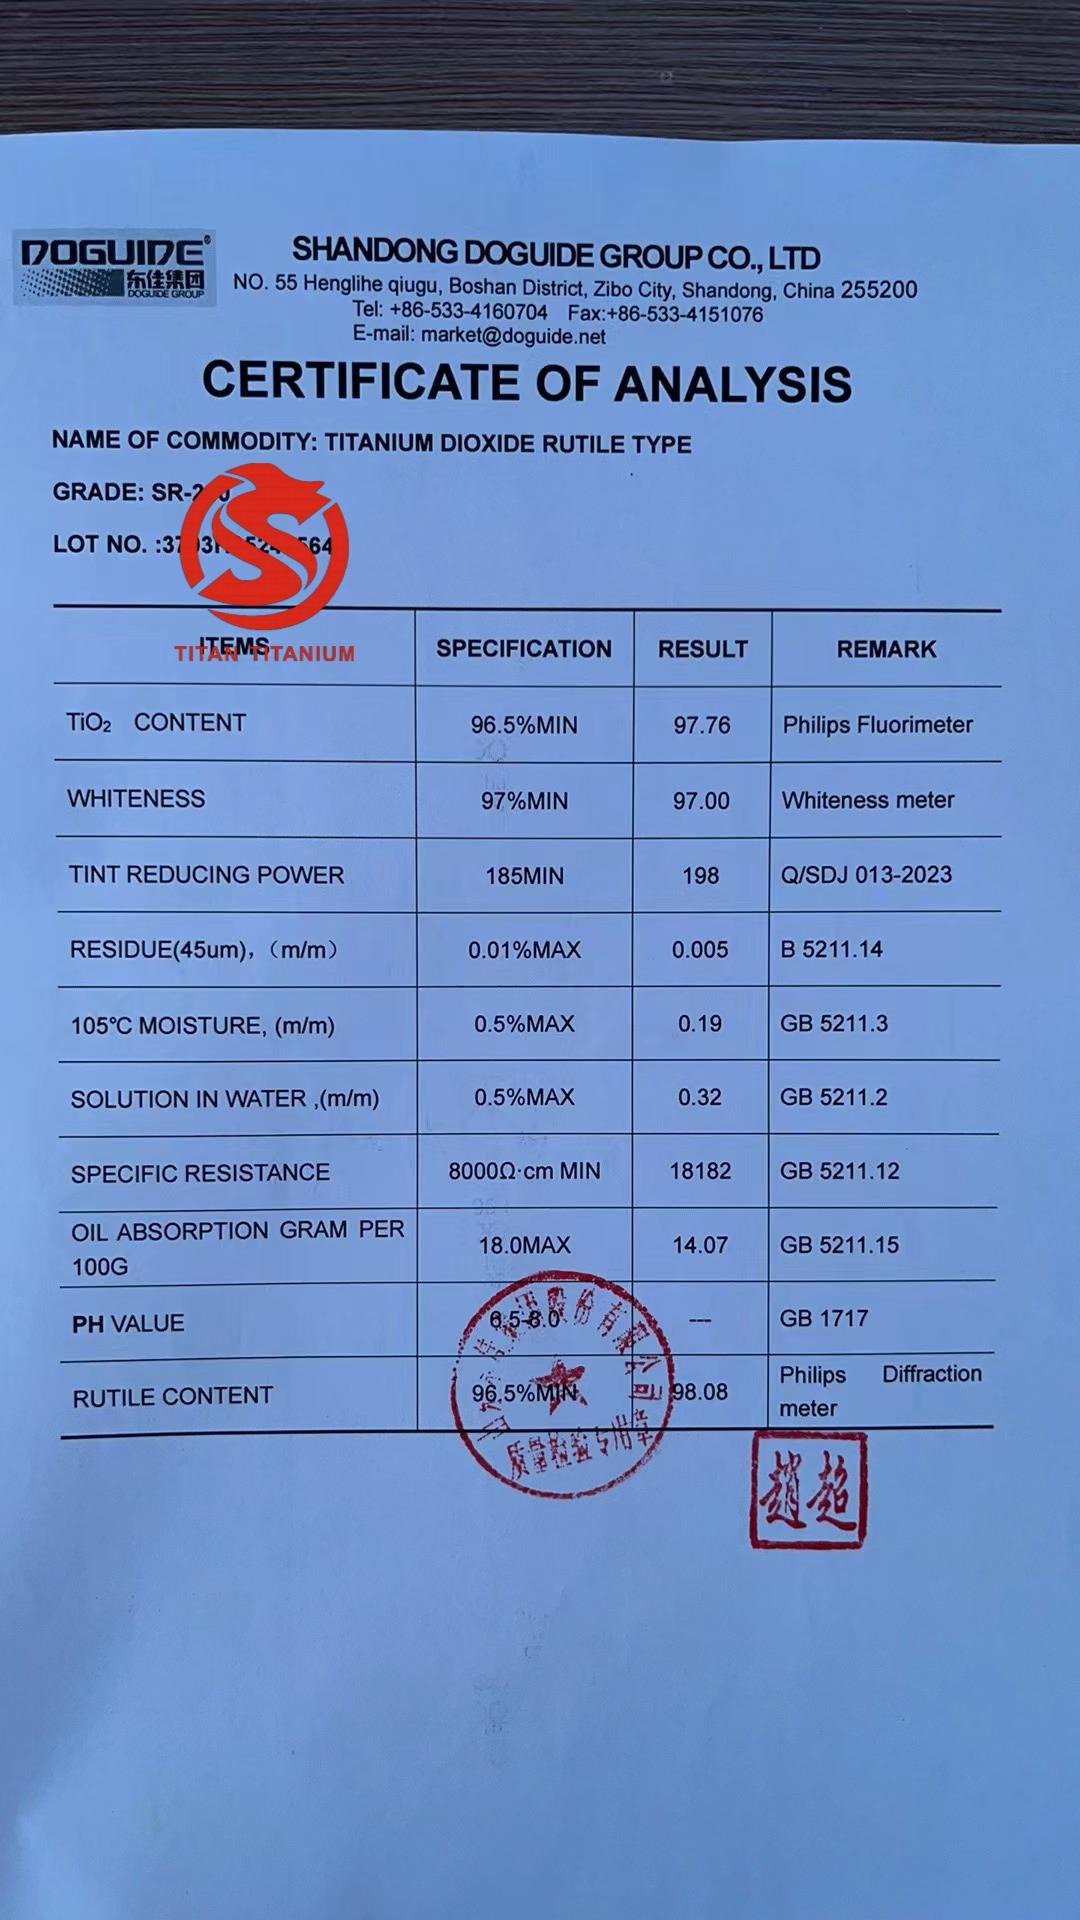 DOGUIDE®
东佳集团
DOGUIDE GROUP
SHANDONG DOGUIDE GROUP CO., LTD
NO. 55 Henglihe qiugu, Boshan District, Zibo City, Shandong, China 255200
Tel: +86-533-4160704 Fax:+86-533-4151076
E-mail: market@doguide.net
CERTIFICATE OF ANALYSIS
NAME OF COMMODITY: TITANIUM DIOXIDE RUTILE TYPE
GRADE:
LOT NO. :
TITAN TITANIUM
ITEMS SPECIFICATION RESULT REMARK
TiO₂ CONTENT 96.5%MIN 97.76 Philips Fluorimeter
WHITENESS 97%MIN 97.00 Whiteness meter
TINT REDUCING POWER 185MIN 198 Q/SDJ 013-2023
RESIDUE(45um),（m/m） 0.01%MAX 0.005 B 5211.14
105℃ MOISTURE, (m/m) 0.5%MAX 0.19 GB 5211.3
SOLUTION IN WATER ,(m/m) 0.5%MAX 0.32 GB 5211.2
SPECIFIC RESISTANCE 8000Ω·cm MIN 18182 GB 5211.12
OIL ABSORPTION GRAM PER
100G 18.0MAX 14.07 GB 5211.15
PH VALUE 6.5-8.0 --- GB 1717
RUTILE CONTENT 96.5%MIN 98.08 Philips Diffraction
meter
股份有限公司
质量检验专用章
趙超